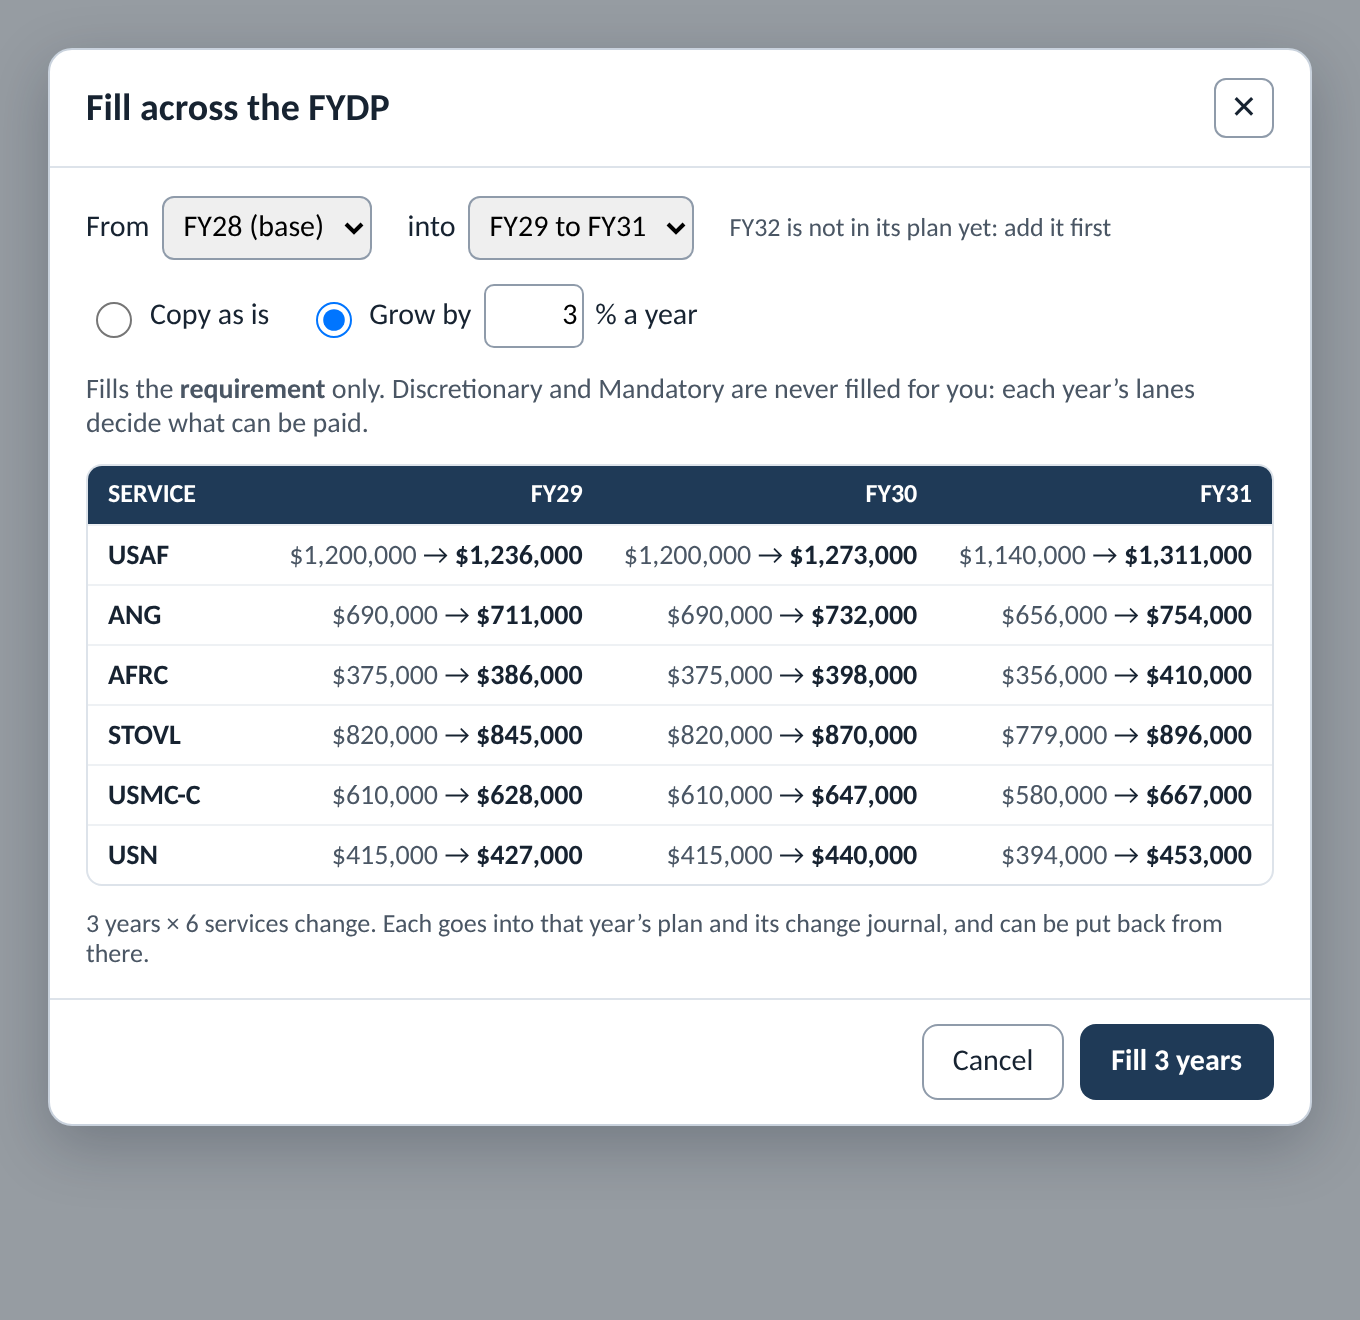 Fill across the FYDP ✕
From FY28 (base) into FY29 to FY31 FY32 is not in its plan yet: add it first
Copy as is Grow by 3 % a year
Fills the requirement only. Discretionary and Mandatory are never filled for you: each year’s lanes
decide what can be paid.
SERVICE FY29 FY30 FY31
USAF $1,200,000 → $1,236,000 $1,200,000 → $1,273,000 $1,140,000 → $1,311,000
ANG $690,000 → $711,000 $690,000 → $732,000 $656,000 → $754,000
AFRC $375,000 → $386,000 $375,000 → $398,000 $356,000 → $410,000
STOVL $820,000 → $845,000 $820,000 → $870,000 $779,000 → $896,000
USMC-C $610,000 → $628,000 $610,000 → $647,000 $580,000 → $667,000
USN $415,000 → $427,000 $415,000 → $440,000 $394,000 → $453,000
3 years × 6 services change. Each goes into that year’s plan and its change journal, and can be put back from
there.
Cancel Fill 3 years